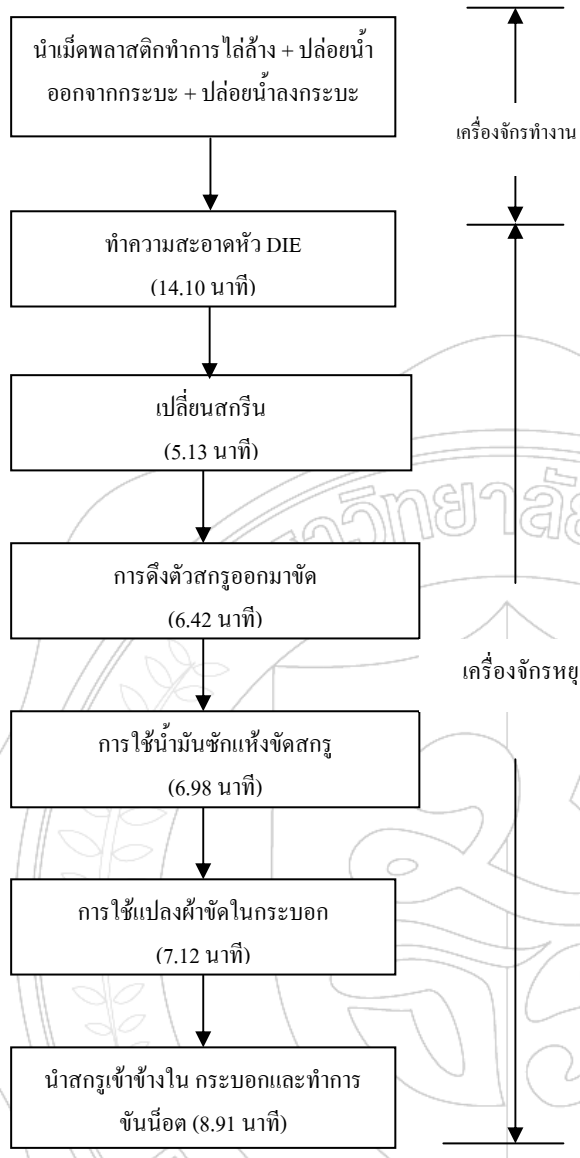 นำเม็ดพลาสติกทำการไล่ล้าง + ปล่อยน้ำ
ออกจากกระบะ + ปล่อยน้ำลงกระบะ
เครื่องจักรทำงาน
ทำความสะอาดหัว DIE
(14.10 นาที)
เปลี่ยนสกรีน
(5.13 นาที)
การดึงตัวสกรูออกมาขัด
(6.42 นาที)
เครื่องจักรหยุ
การใช้น้ำมันซักแห้งขัดสกรู
(6.98 นาที)
การใช้แปลงผ้าขัดในกระบอก
(7.12 นาที)
นำสกรูเข้าข้างใน กระบอกและทำการ
ขันน็อต (8.91 นาที)